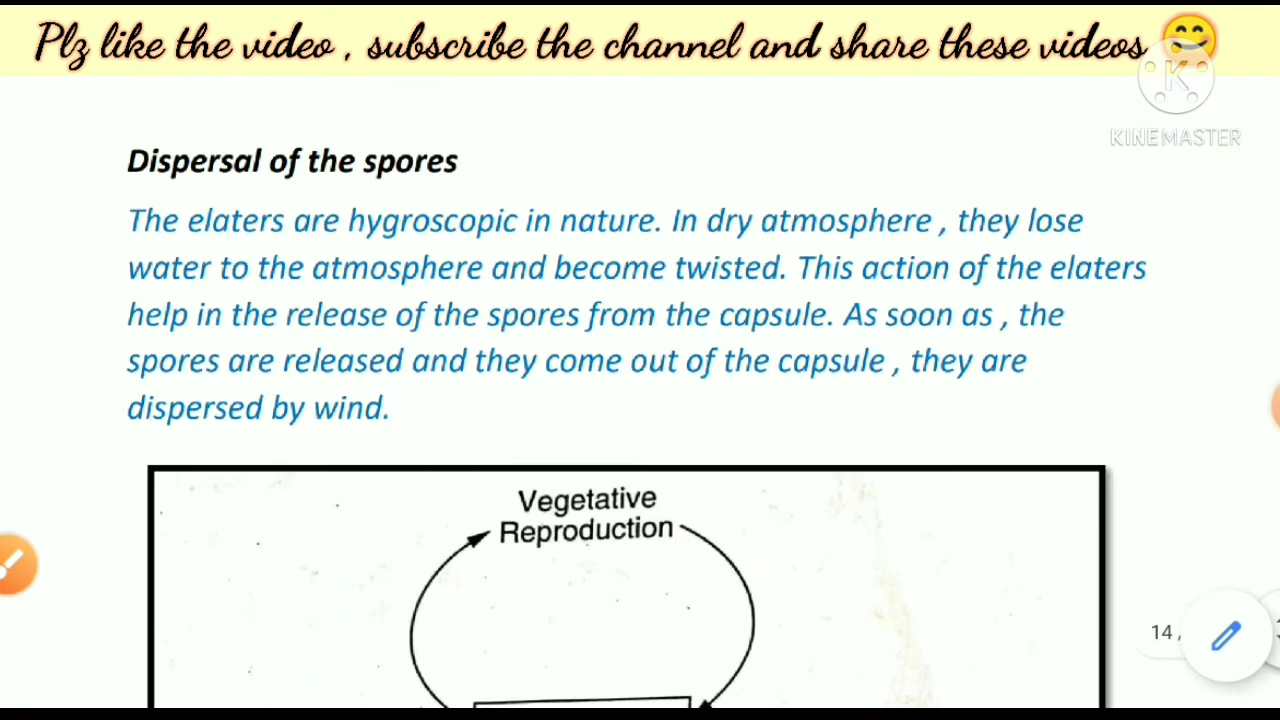 Plz like the video , subscribe the channel and share these videos 😊
KINEMASTER
Dispersal of the spores
The elaters are hygroscopic in nature. In dry atmosphere , they lose
water to the atmosphere and become twisted. This action of the elaters
help in the release of the spores from the capsule. As soon as , the
spores are released and they come out of the capsule , they are
dispersed by wind.
Vegetative
Reproduction
14